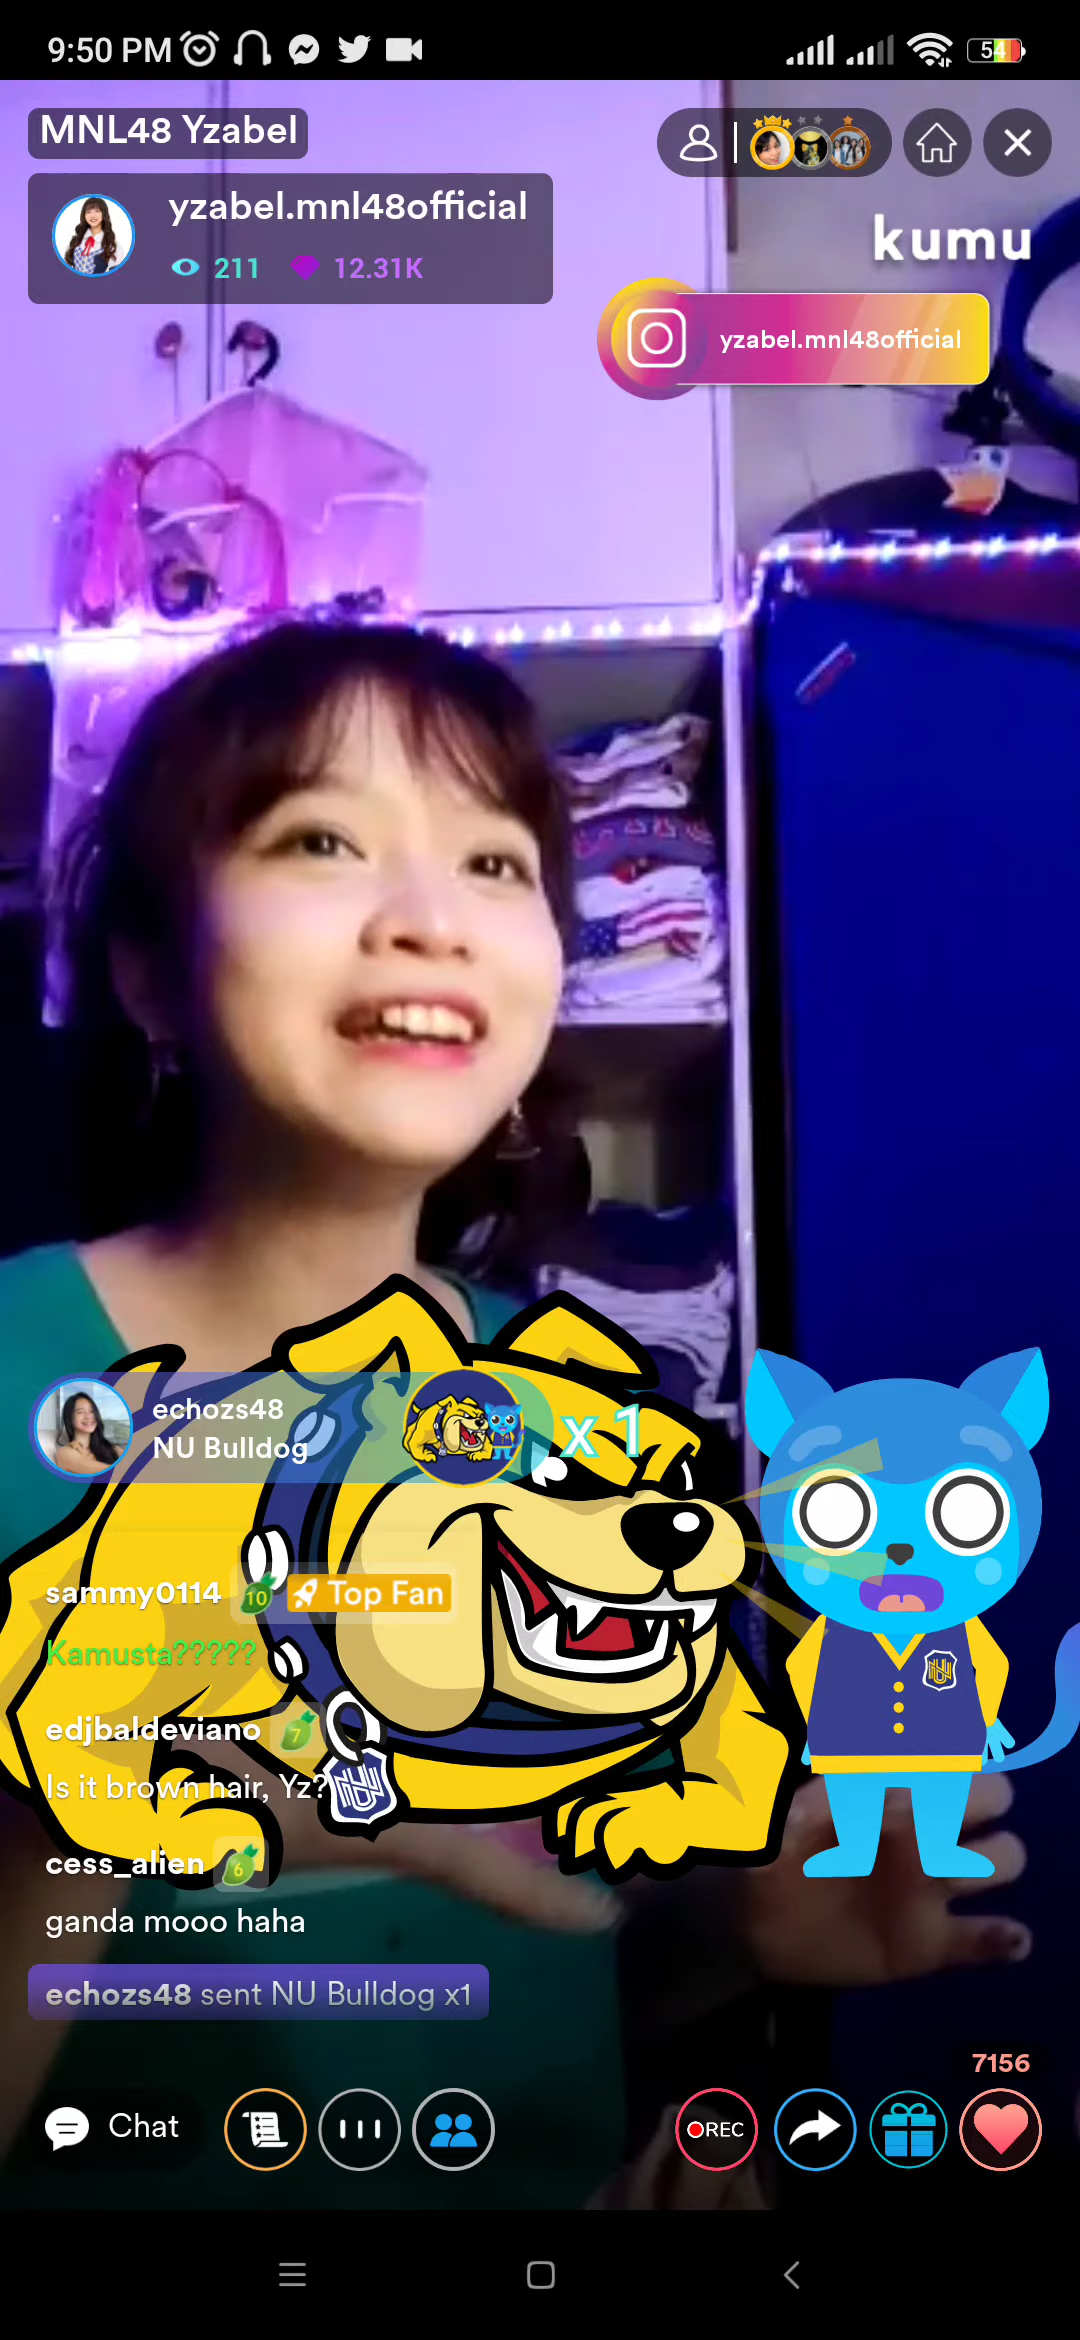 9:50 PM
54
MNL48 Yzabel
yzabel.mnl48official
211
12.31K
kumu
yzabel.mnl48official
echozs48
NU Bulldog
x 1
sammy0114
10
Top Fan
Kamusta?????
edjbaldeviano
7
Is it brown hair, Yz?
NU
NU
cess_alien
6
ganda mooo haha
echozs48 sent NU Bulldog x1
7156
Chat
REC